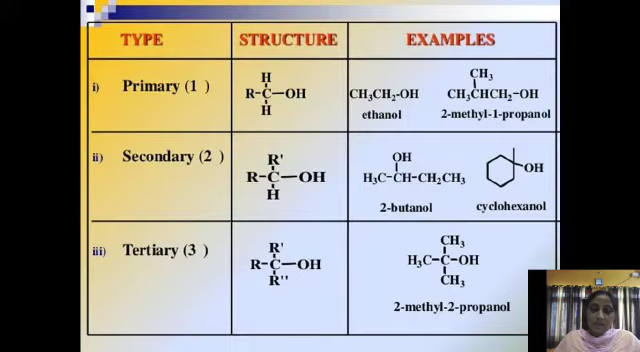 TYPE STRUCTURE EXAMPLES
i) Primary (1 )
H
R-C-OH
H
CH3CH2-OH
ethanol
CH3
CH3CHCH2-OH
2-methyl-1-propanol
ii) Secondary (2 )
R'
R-C-OH
H
OH
H3C-CH-CH2CH3
2-butanol
OH
cyclohexanol
iii) Tertiary (3 )
R'
R-C-OH
R''
CH3
H3C-C-OH
CH3
2-methyl-2-propanol